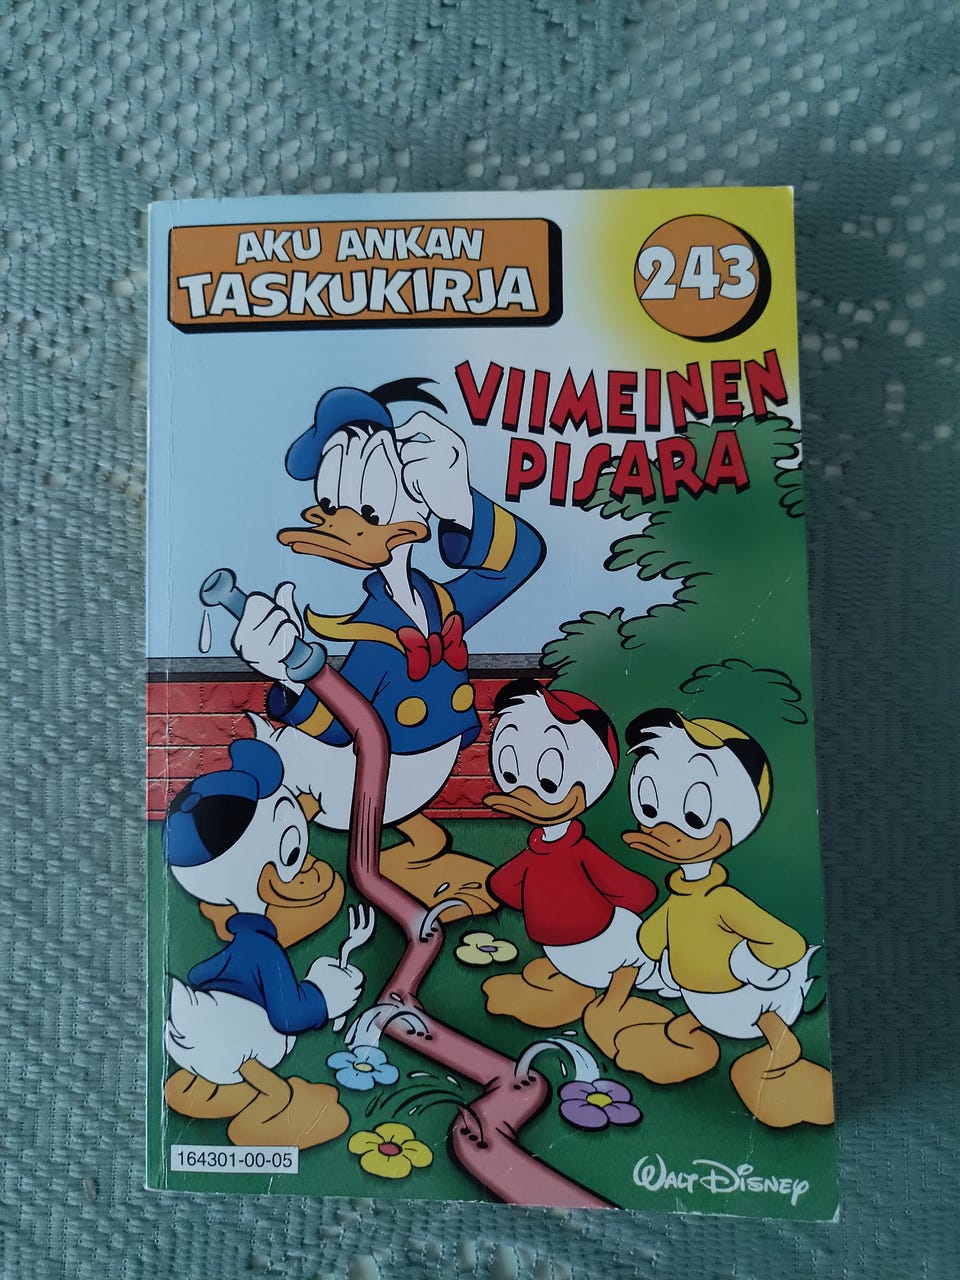 AKU ANKAN
TASKUKIRJA
243
VIIMEINEN
PISARA
164301-00-05
WALT DISNEY